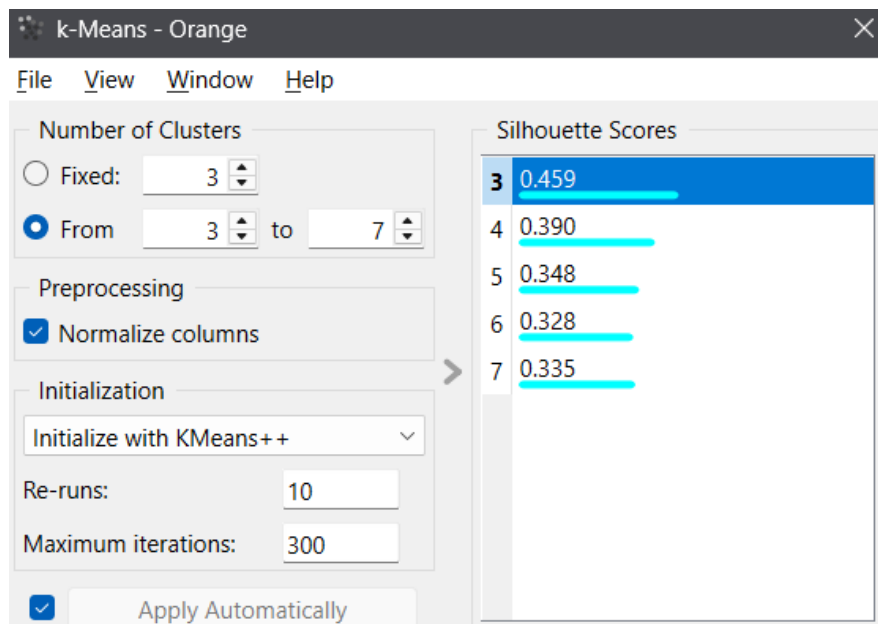 k-Means - Orange
File View Window Help
Number of Clusters
Fixed: 3
From 3 to 7
Preprocessing
Normalize columns
Initialization
Initialize with KMeans++
Re-runs: 10
Maximum iterations: 300
Apply Automatically
Silhouette Scores
3 0.459
4 0.390
5 0.348
6 0.328
7 0.335